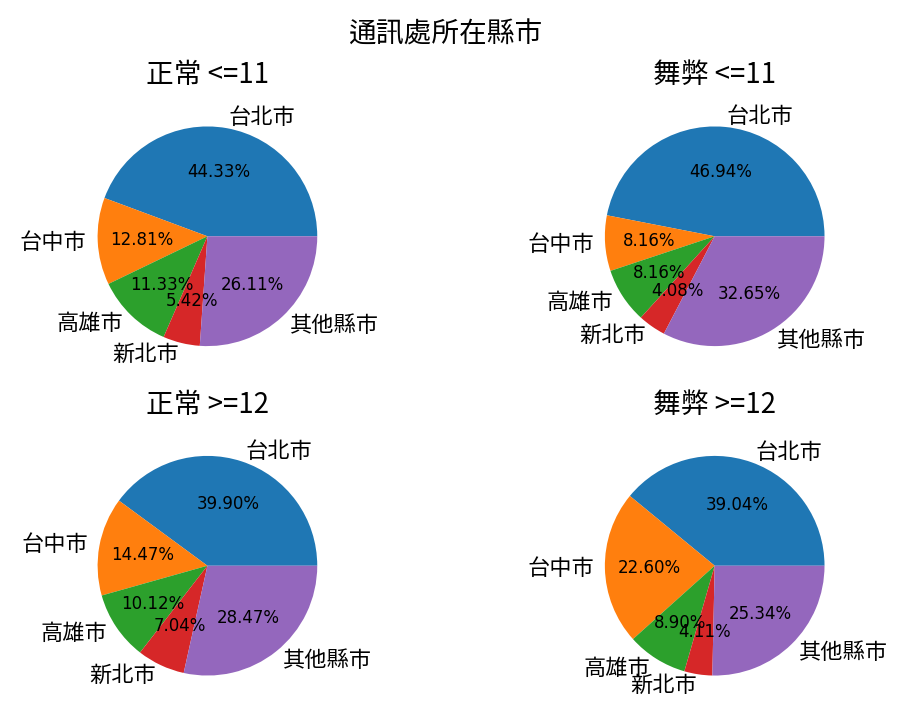 通訊處所在縣市
正常 <=11
台北市
44.33%
台中市
12.81%
高雄市
11.33%
新北市
5.42%
其他縣市
26.11%
舞弊 <=11
台北市
46.94%
台中市
8.16%
高雄市
8.16%
新北市
4.08%
其他縣市
32.65%
正常 >=12
台北市
39.90%
台中市
14.47%
高雄市
10.12%
新北市
7.04%
其他縣市
28.47%
舞弊 >=12
台北市
39.04%
台中市
22.60%
高雄市
8.90%
新北市
4.11%
其他縣市
25.34%